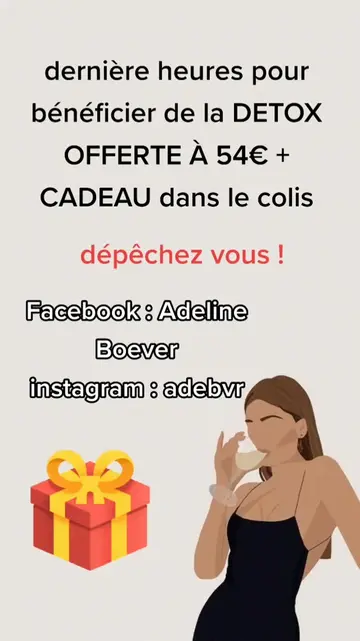 dernière heures pour
bénéficier de la DETOX
OFFERTE À 54€ +
CADEAU dans le colis
dépêchez vous !
Facebook : Adeline
Boever
instagram : adebvr